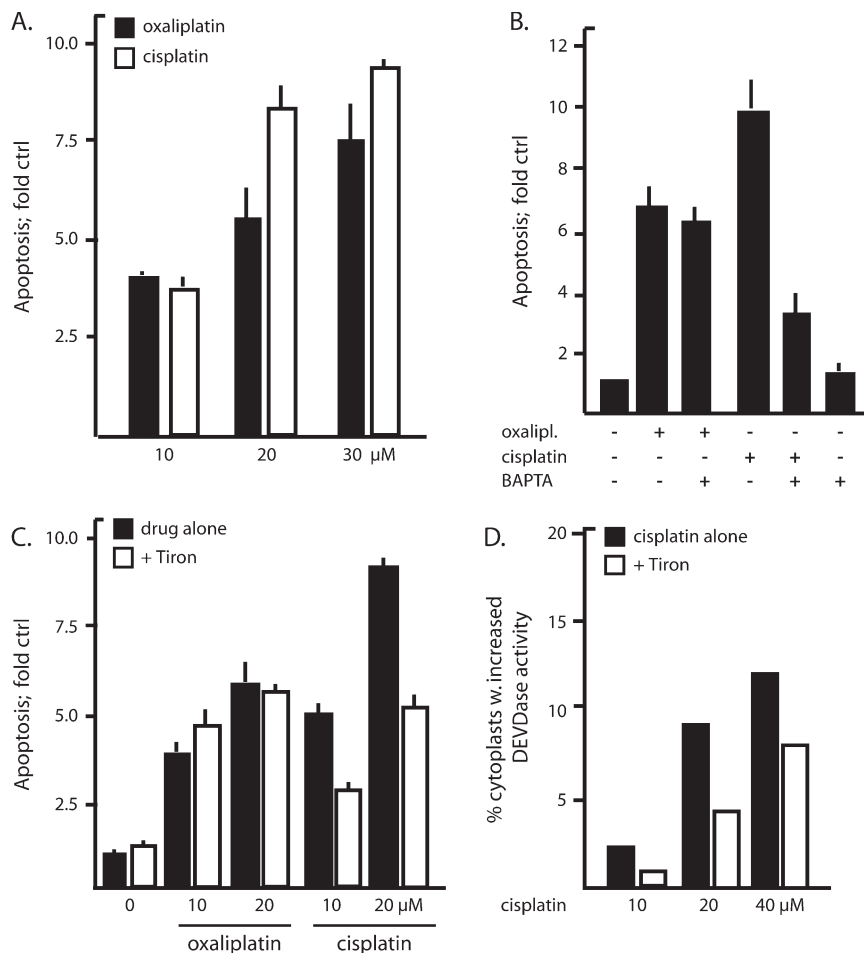 A.
10.0
7.5
5.0
2.5
Apoptosis; fold ctrl
oxaliplatin
cisplatin
10 20 30 µM
B.
12
10
8
6
4
2
Apoptosis; fold ctrl
oxalipl. - + + - - -
cisplatin - - - + + -
BAPTA - - + - + +
C.
10.0
7.5
5.0
2.5
Apoptosis; fold ctrl
drug alone
+ Tiron
0 10 20 10 20 µM
oxaliplatin cisplatin
D.
20
15
10
5
% cytoplasts w. increased
DEVDase activity
cisplatin alone
+ Tiron
cisplatin 10 20 40 µM